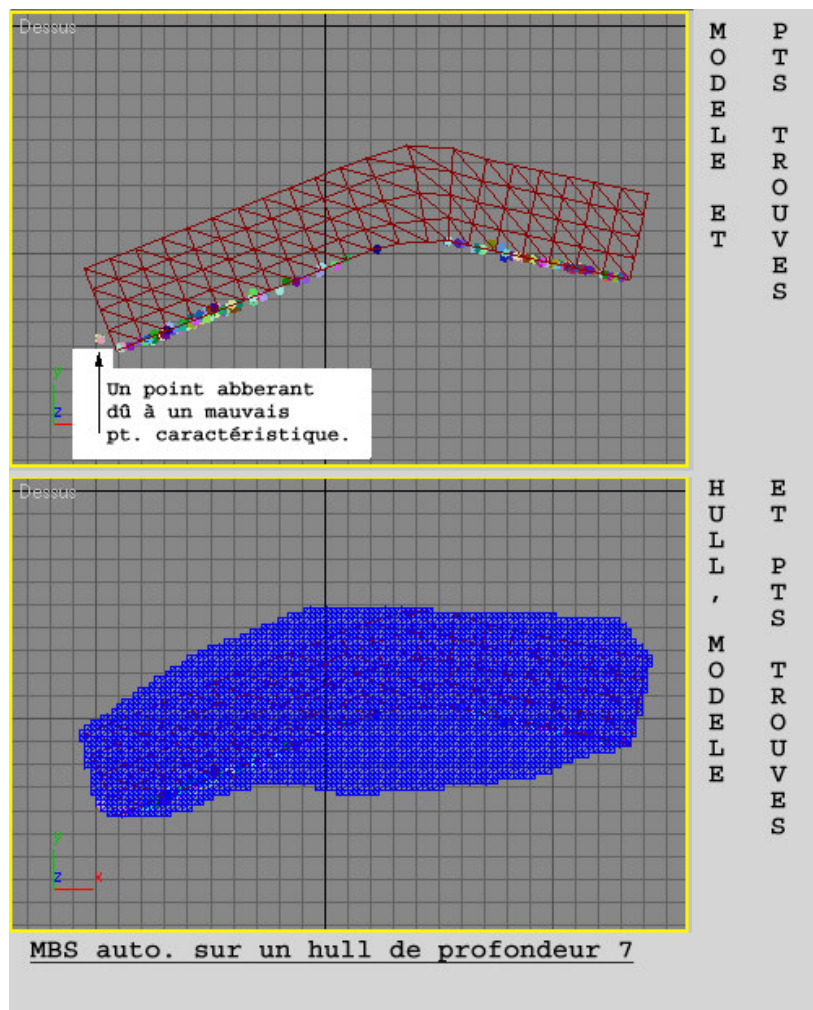 Dessus
MODELE ET
PTS TROUVES
Un point abberant
dû à un mauvais
pt. caractéristique.
y
z
Dessus
HULL, MODELE
ET PTS TROUVES
y
z x
MBS auto. sur un hull de profondeur 7